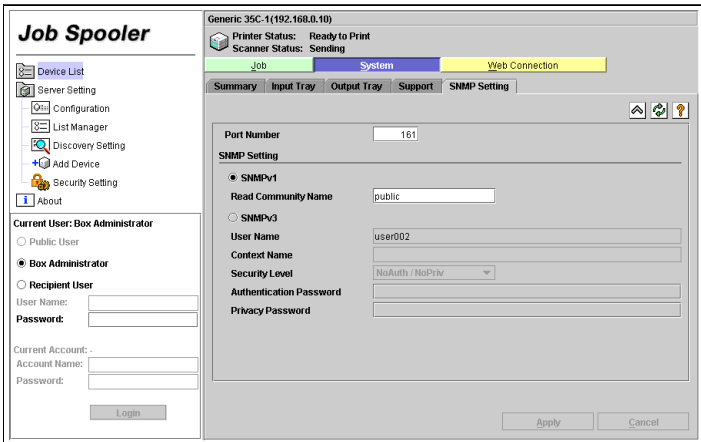 Job Spooler
Device List
Server Setting
Configuration
List Manager
Discovery Setting
Add Device
Security Setting
About
Current User: Box Administrator
Public User
Box Administrator
Recipient User
User Name:
Password:
Current Account: -
Account Name:
Password:
Login
Generic 35C-1(192.168.0.10)
Printer Status: Ready to Print
Scanner Status: Sending
Job System Web Connection
Summary Input Tray Output Tray Support SNMP Setting
?
Port Number 161
SNMP Setting
SNMPv1
Read Community Name public
SNMPv3
User Name user002
Context Name
Security Level NoAuth / NoPriv
Authentication Password
Privacy Password
Apply Cancel